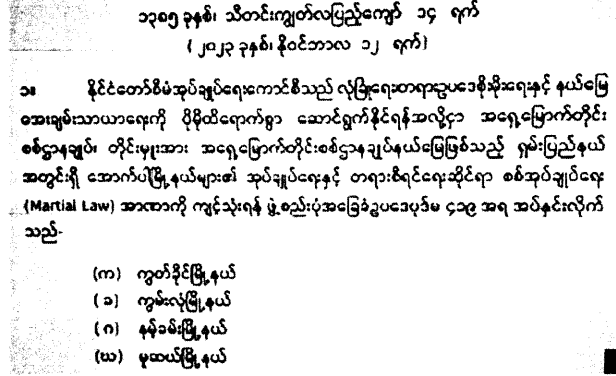 ၁၃၈၅ ခုနှစ်၊ သီတင်းကျွတ်လပြည့်ကျော် ၁၄ ရက်
(၂၀၂၃ ခုနှစ်၊ နိုဝင်ဘာလ ၁၂ ရက်)
၁။ နိုင်ငံတော်စီမံအုပ်ချုပ်ရေးကောင်စီသည် လုံခြုံရေး၊တရားဥပဒေစိုးမိုးရေးနှင့် နယ်မြေ
အေးချမ်းသာယာရေးကို ပိုမိုထိရောက်စွာ ဆောင်ရွက်နိုင်ရန်အလို့ငှာ အရှေ့မြောက်တိုင်း
စစ်ဌာနချုပ်၊ တိုင်းမှူးအား အရှေ့မြောက်တိုင်းစစ်ဌာနချုပ်နယ်မြေဖြစ်သည့် ရှမ်းပြည်နယ်
အတွင်းရှိ အောက်ပါမြို့နယ်များ၏ အုပ်ချုပ်ရေးနှင့် တရားစီရင်ရေးဆိုင်ရာ စစ်အုပ်ချုပ်ရေး
(Martial Law) အာဏာကို ကျင့်သုံးရန် ဖွဲ့စည်းပုံအခြေခံဥပဒေပုဒ်မ ၄၁၉ အရ အပ်နှင်းလိုက်
သည်-
(က) ကွတ်ခိုင်မြို့နယ်
(ခ) ကွမ်းလုံမြို့နယ်
(ဂ) နမ့်ခမ်းမြို့နယ်
(ဃ) မူဆယ်မြို့နယ်